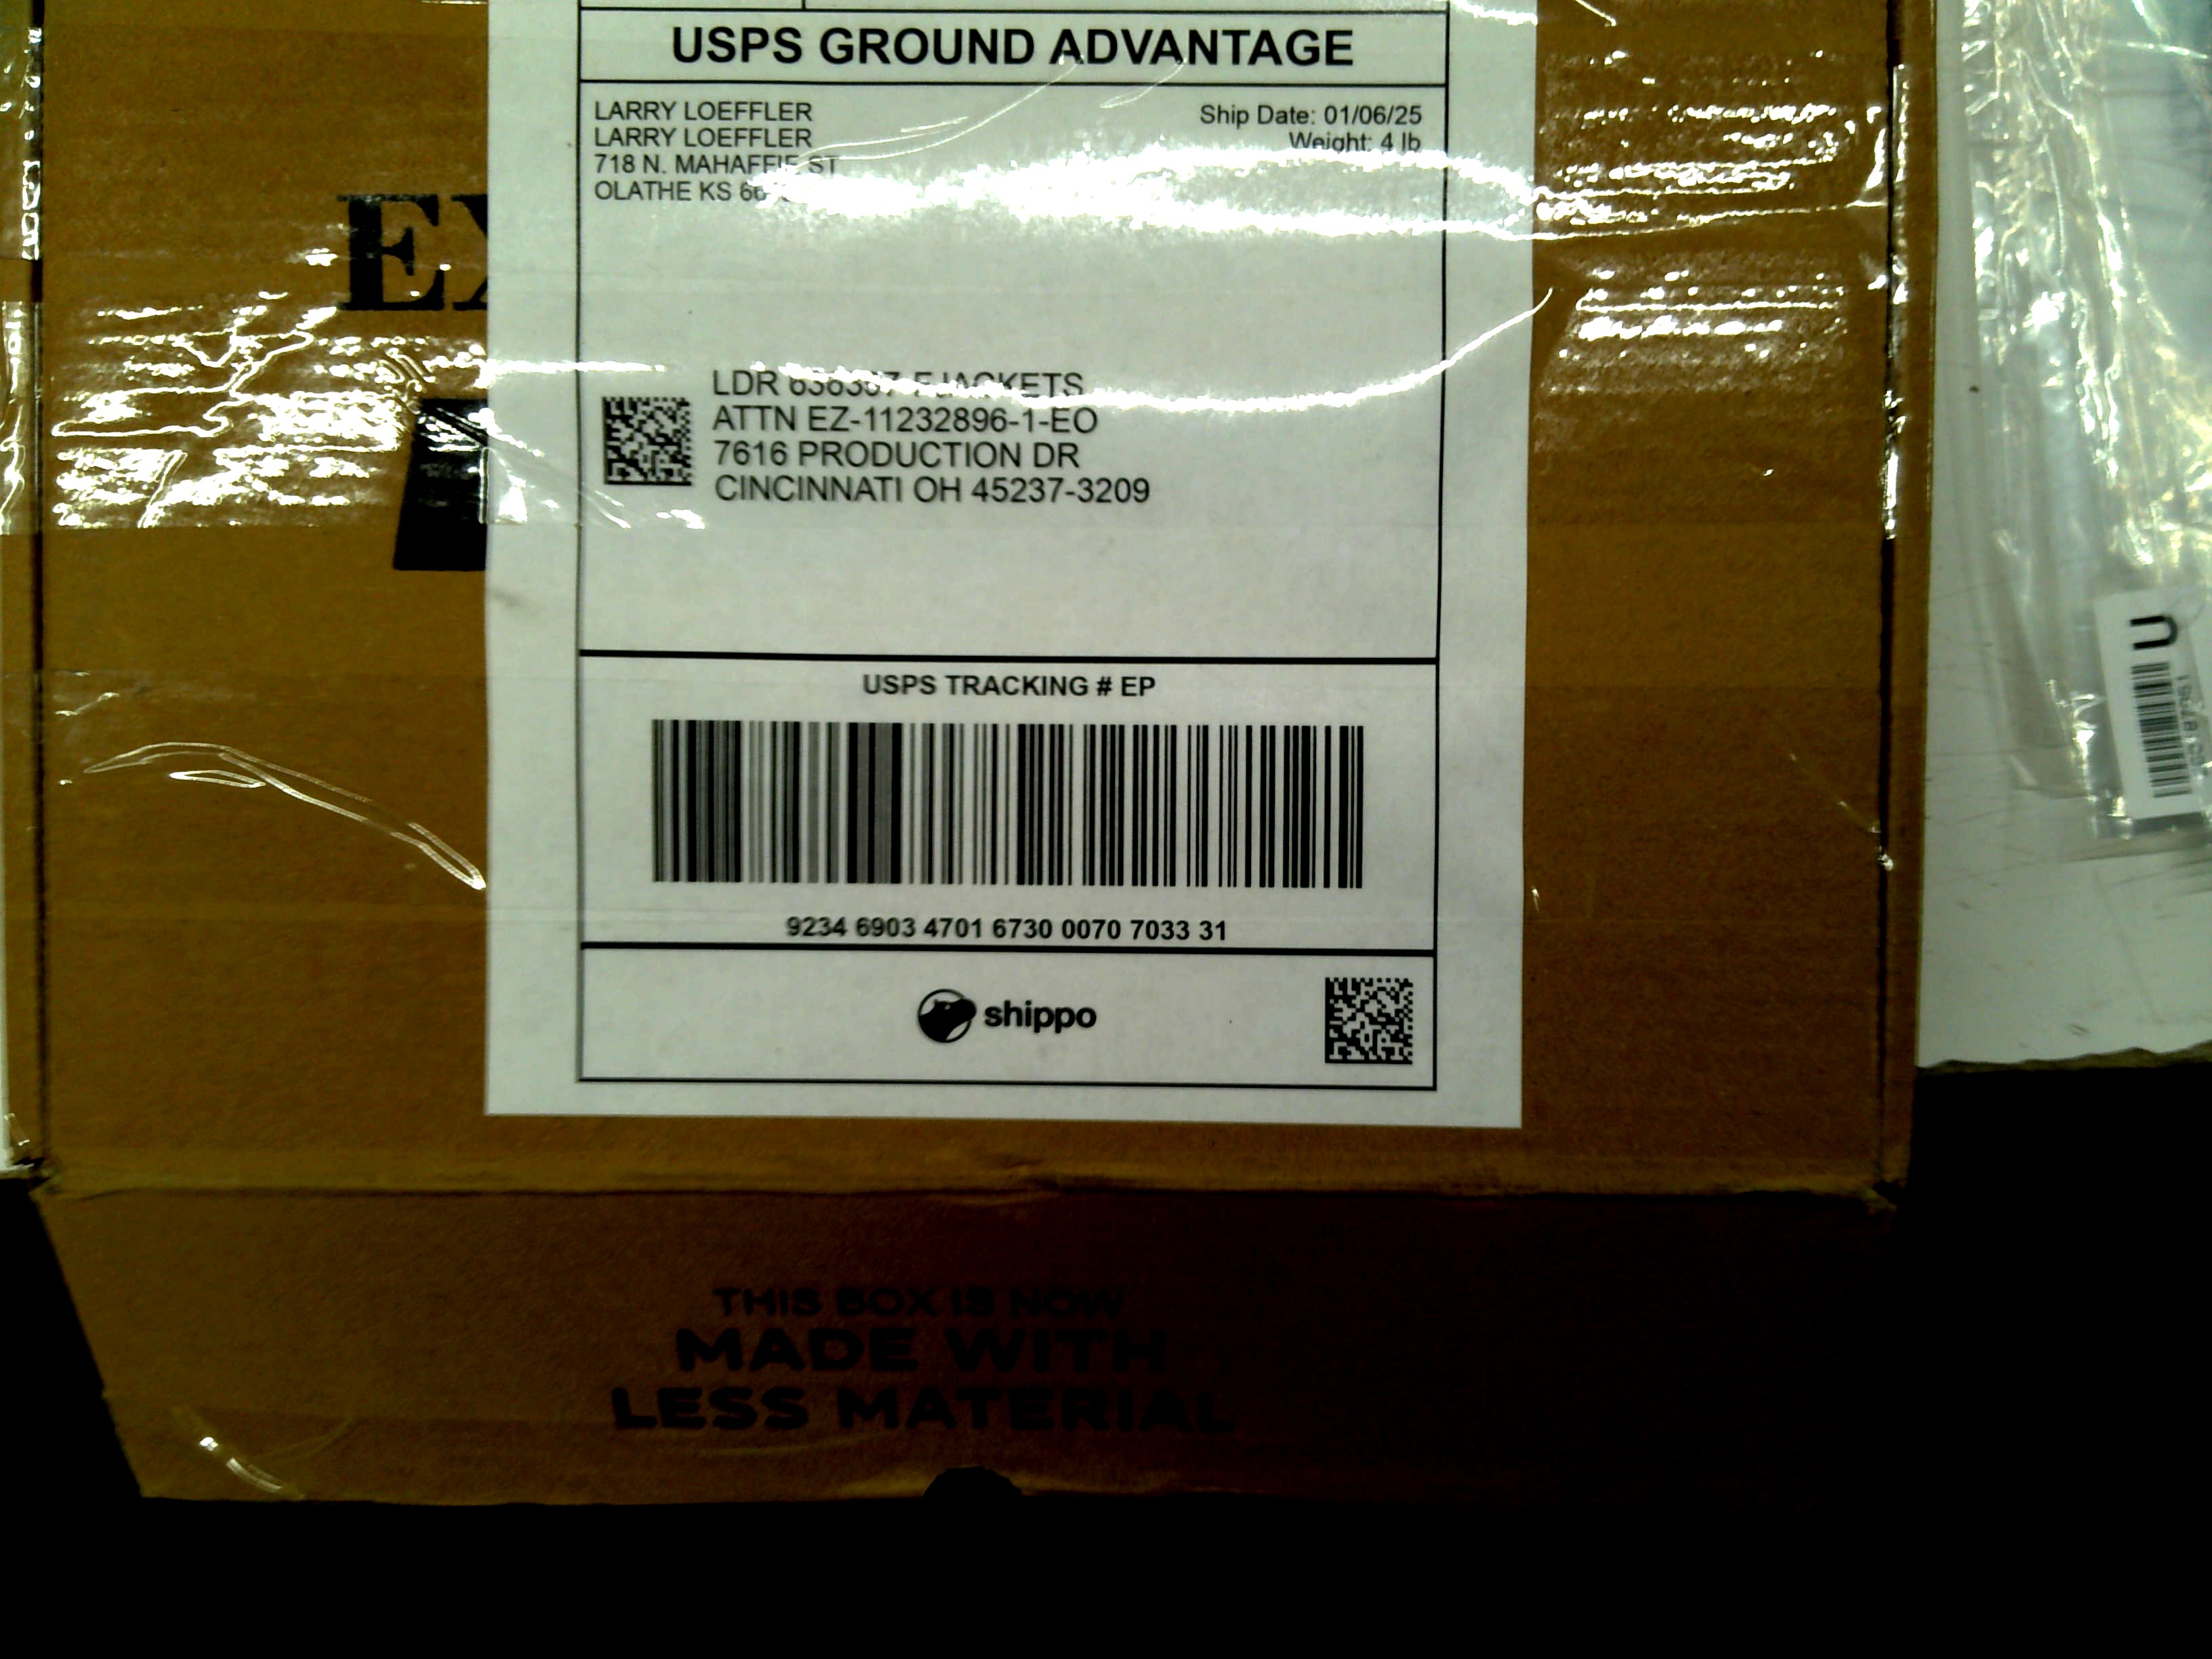 USPS GROUND ADVANTAGE
LARRY LOEFFLER
LARRY LOEFFLER
718 N. MAHAFFIE ST
OLATHE KS
Ship Date: 01/06/25
Weight: 4 lb
EX
LDR
ATTN EZ-11232896-1-EO
7616 PRODUCTION DR
CINCINNATI OH 45237-3209
USPS TRACKING # EP
9234 6903 4701 6730 0070 7033 31
shippo
U
THIS BOX IS NOW
MADE WITH
LESS MATERIAL